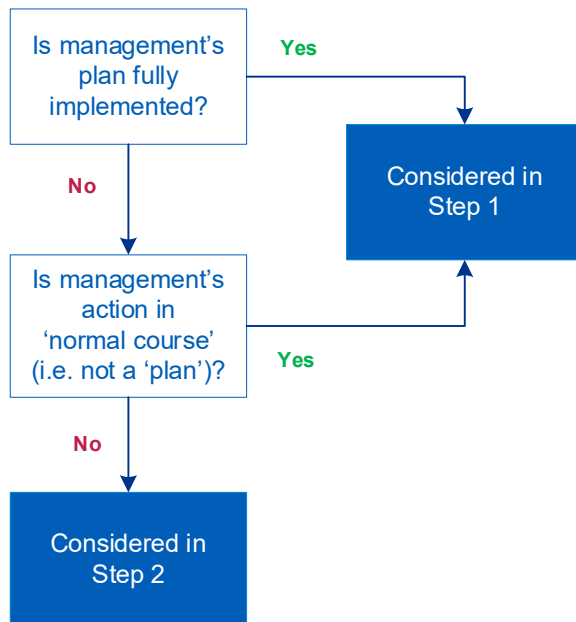 Is management’s
plan fully
implemented?
Yes
Considered in
Step 1
No
Is management’s
action in
‘normal course’
(i.e. not a ‘plan’)?
Yes
No
Considered in
Step 2